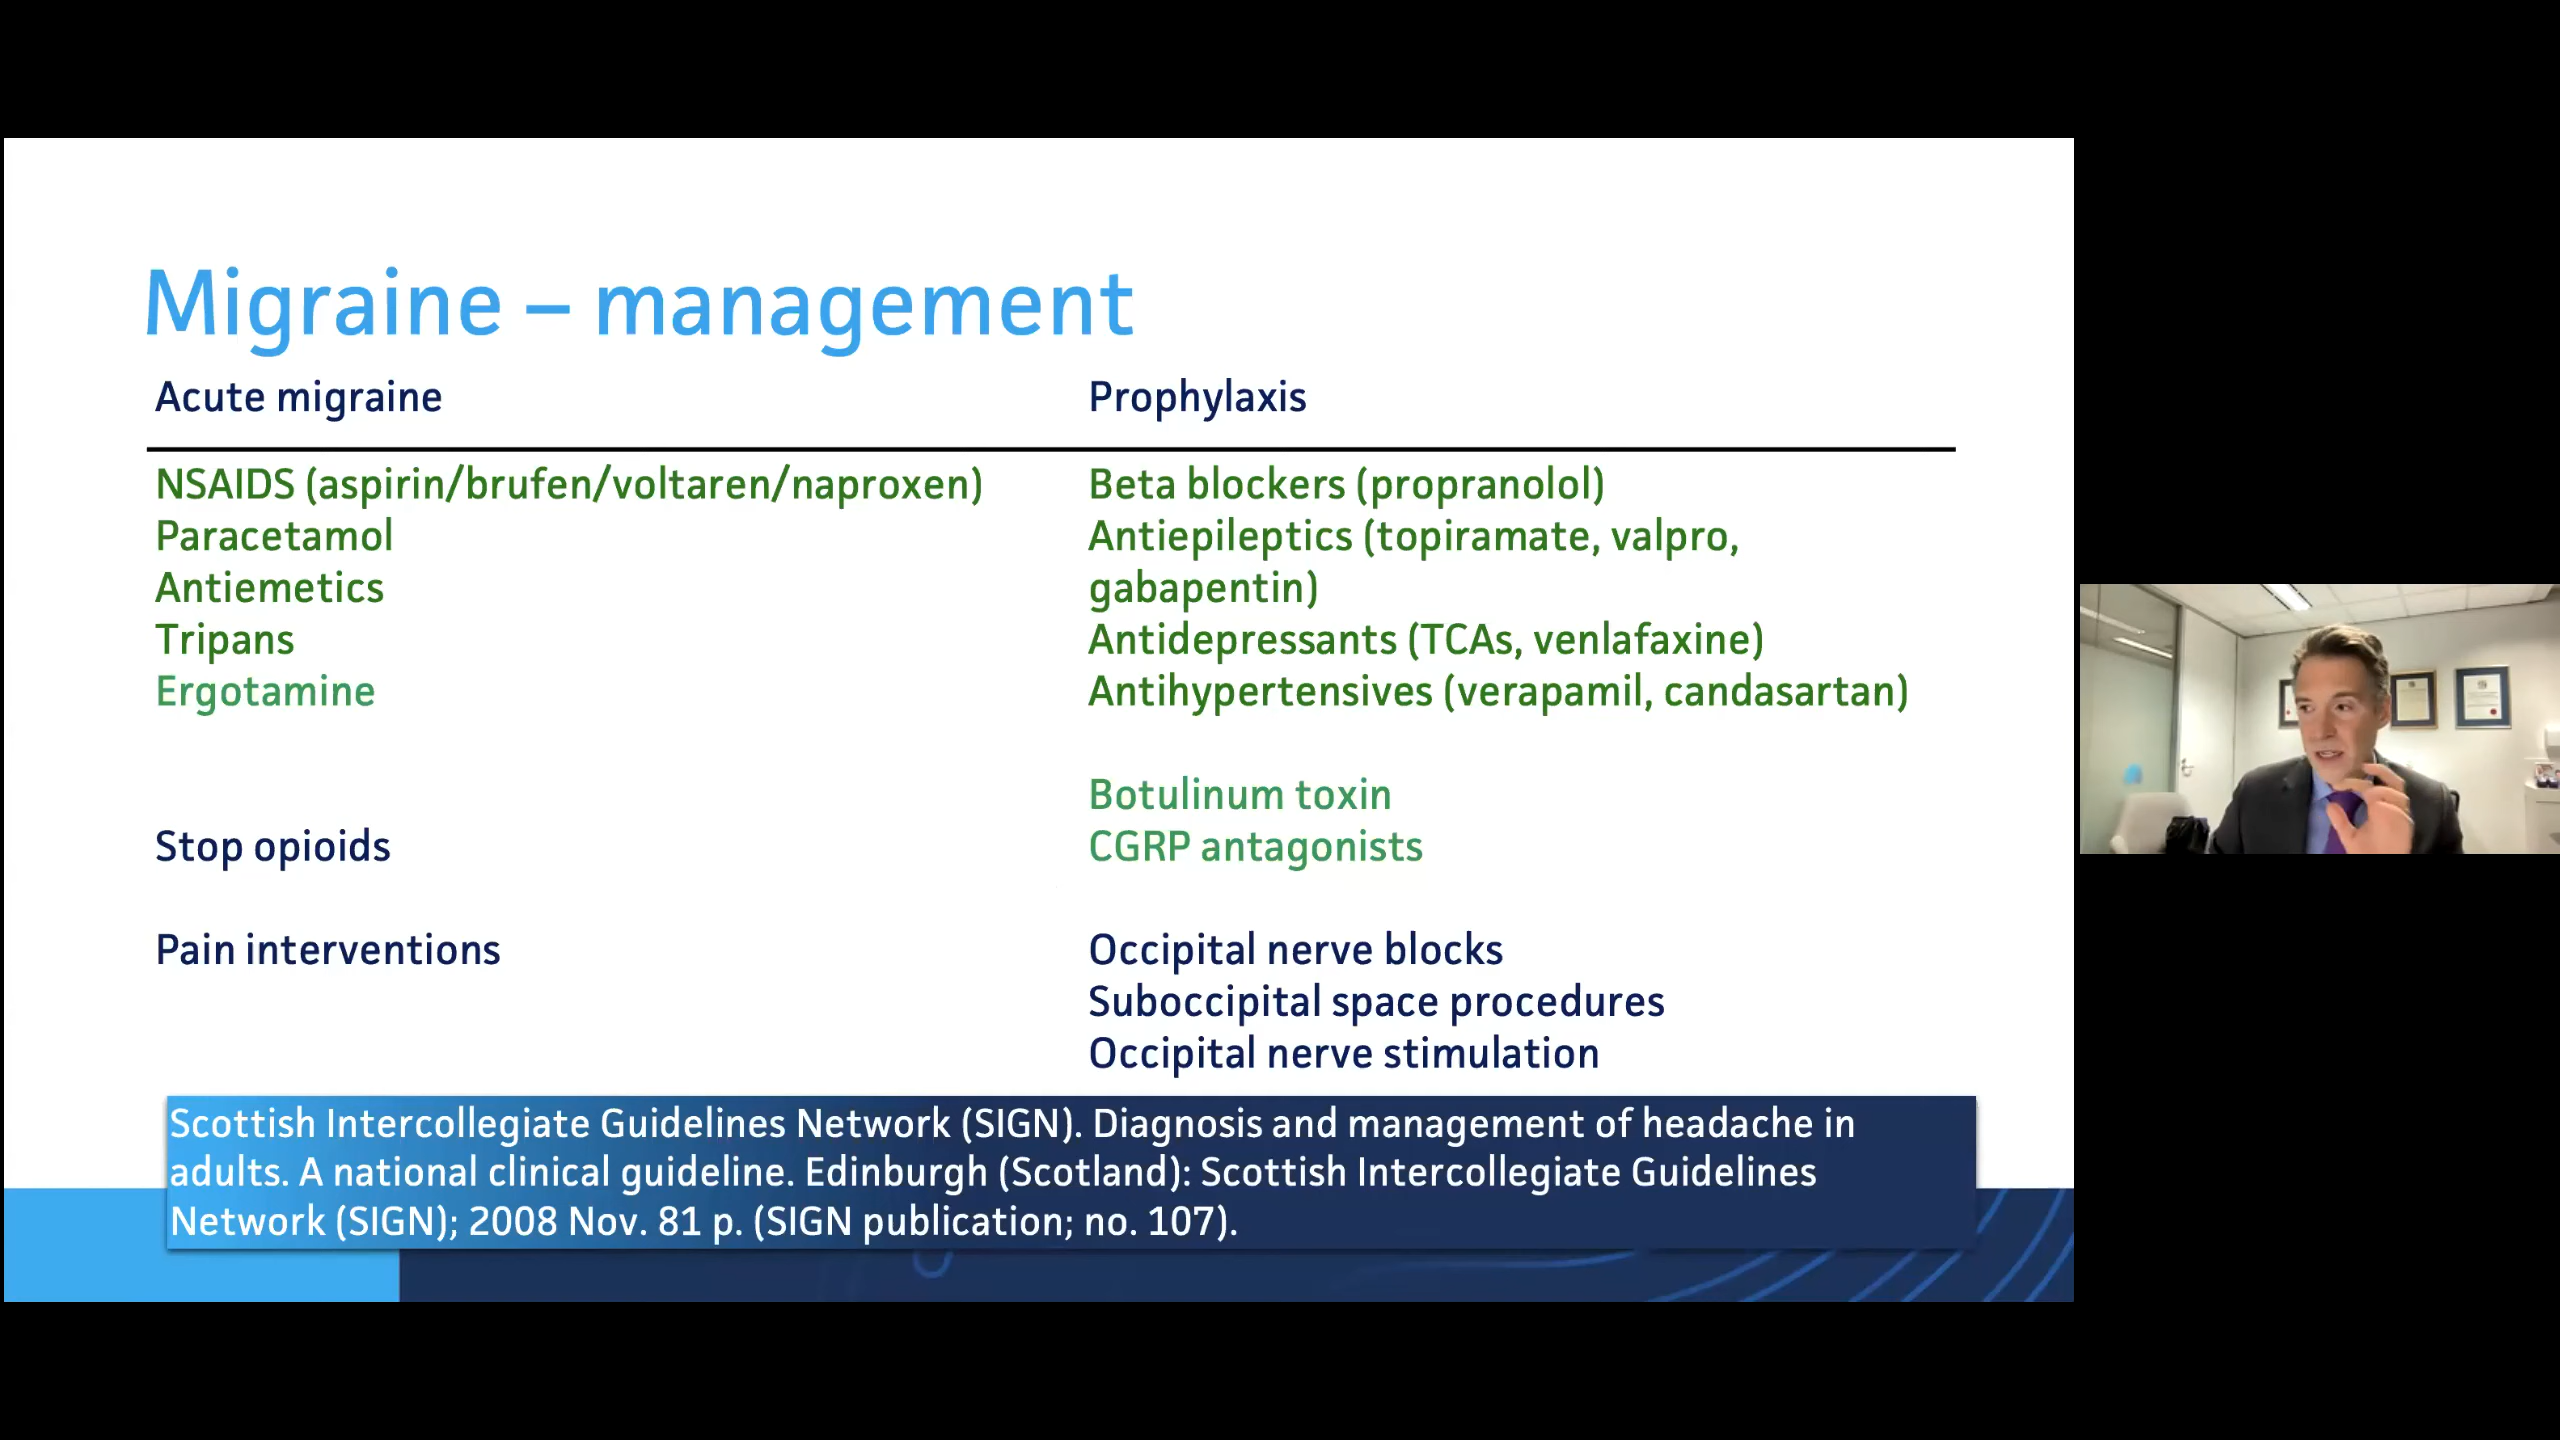 Migraine – management
Acute migraine
Prophylaxis
NSAIDS (aspirin/brufen/voltaren/naproxen)
Paracetamol
Antiemetics
Tripans
Ergotamine
Stop opioids
Pain interventions
Beta blockers (propranolol)
Antiepileptics (topiramate, valpro,
gabapentin)
Antidepressants (TCAs, venlafaxine)
Antihypertensives (verapamil, candasartan)
Botulinum toxin
CGRP antagonists
Occipital nerve blocks
Suboccipital space procedures
Occipital nerve stimulation
Scottish Intercollegiate Guidelines Network (SIGN). Diagnosis and management of headache in
adults. A national clinical guideline. Edinburgh (Scotland): Scottish Intercollegiate Guidelines
Network (SIGN); 2008 Nov. 81 p. (SIGN publication; no. 107).